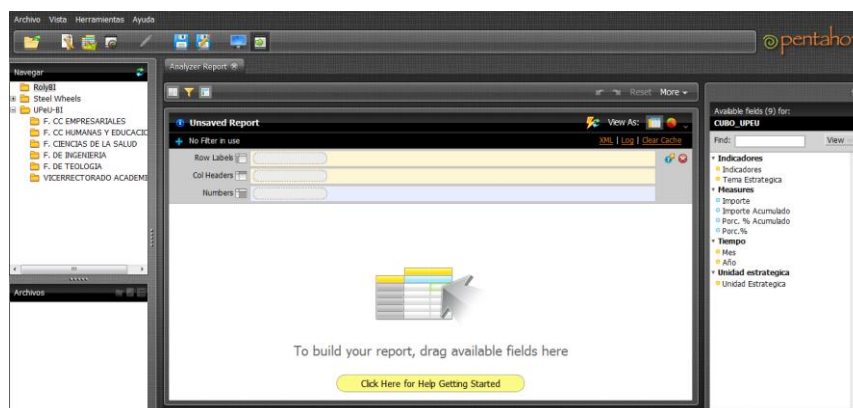 Archivo Vista Herramientas Ayuda
pentaho
Navegar
RolyBI
Steel Wheels
UPeU-BI
F. CC EMPRESARIALES
F. CC HUMANAS Y EDUCACIO
F. CIENCIAS DE LA SALUD
F. DE INGENIERIA
F. DE TEOLOGIA
VICERRECTORADO ACADEMI
Archivos
Analyzer Report
Reset More
Unsaved Report
View As:
No Filter in use
XML | Log | Clear Cache
Row Labels
Col Headers
Numbers
To build your report, drag available fields here
Click Here for Help Getting Started
Available fields (9) for:
CUBO_UPEU
Find:
View
Indicadores
Indicadores
Tema Estrategica
Measures
Importe
Importe Acumulado
Porc. % Acumulado
Porc.%
Tiempo
Mes
Año
Unidad estrategica
Unidad Estrategica